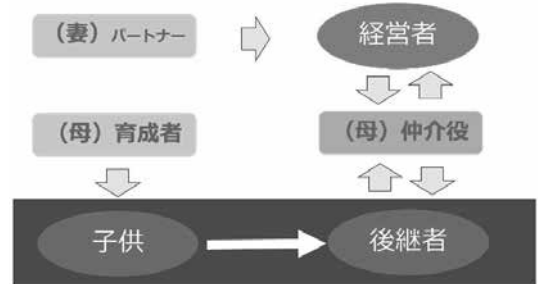 (妻) パートナー
経営者
(母) 育成者
(母) 仲介役
子供
後継者